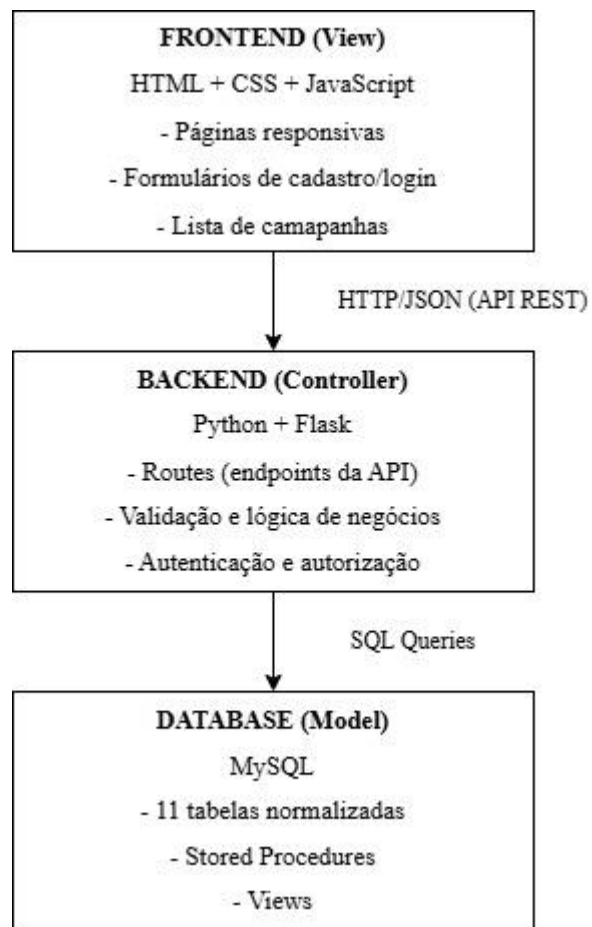 FRONTEND (View)
HTML + CSS + JavaScript
- Páginas responsivas
- Formulários de cadastro/login
- Lista de camapanhas
HTTP/JSON (API REST)
BACKEND (Controller)
Python + Flask
- Routes (endpoints da API)
- Validação e lógica de negócios
- Autenticação e autorização
SQL Queries
DATABASE (Model)
MySQL
- 11 tabelas normalizadas
- Stored Procedures
- Views